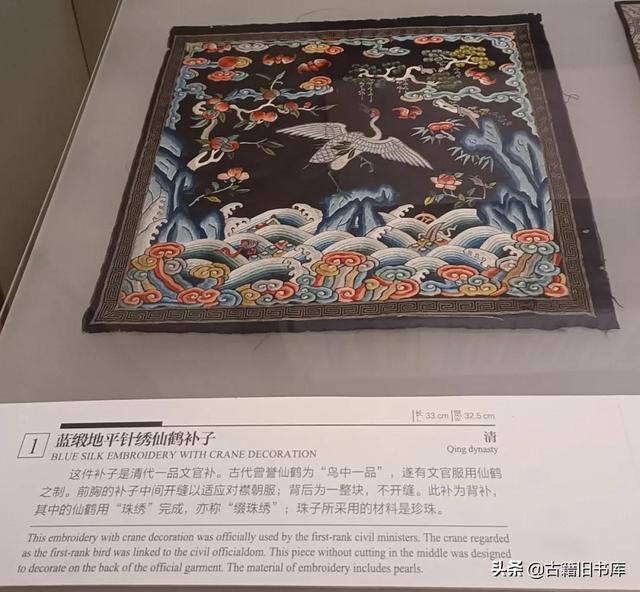 长 33 cm 宽 32.5 cm
1 蓝缎地平针绣仙鹤补子 清
BLUE SILK EMBROIDERY WITH CRANE DECORATION Qing dynasty
这件补子是清代一品文官补。古代曾誉仙鹤为“鸟中一品”，遂有文官服用仙鹤
之制。前胸的补子中间开缝以适应对襟朝服；背后为一整块，不开缝。此补为背补，
其中的仙鹤用“珠绣”完成，亦称“缀珠绣”；珠子所采用的材料是珍珠。
This embroidery with crane decoration was officially used by the first-rank civil ministers. The crane regarded
as the first-rank bird was linked to the civil officialdom. This piece without cutting in the middle was designed
to decorate on the back of the official garment. The material of embroidery includes pearls.
头条 @古籍旧书库